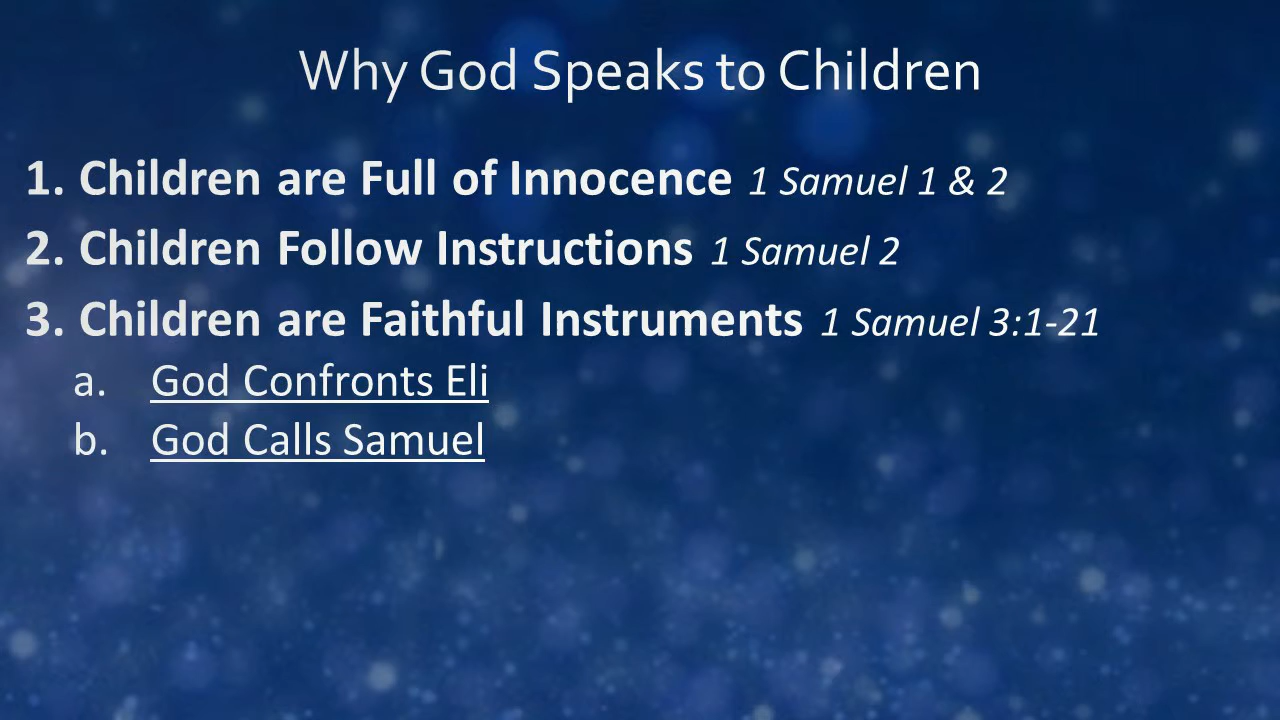 Why God Speaks to Children
1. Children are Full of Innocence 1 Samuel 1 & 2
2. Children Follow Instructions 1 Samuel 2
3. Children are Faithful Instruments 1 Samuel 3:1-21
a. God Confronts Eli
b. God Calls Samuel